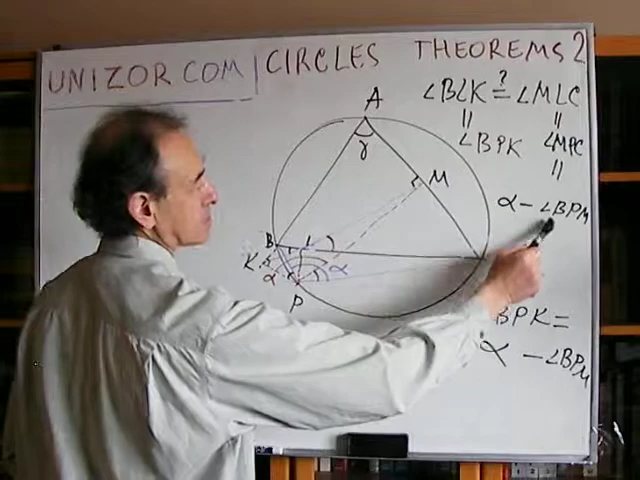 UNIZOR.COM | CIRCLES THEOREMS 2
∠BLK ≟ ∠MLC
|| ||
∠BPK ∠MPC
||
α - ∠BPM
BPK =
α - ∠BPM
A
γ
M
B
L
K
α
α
P